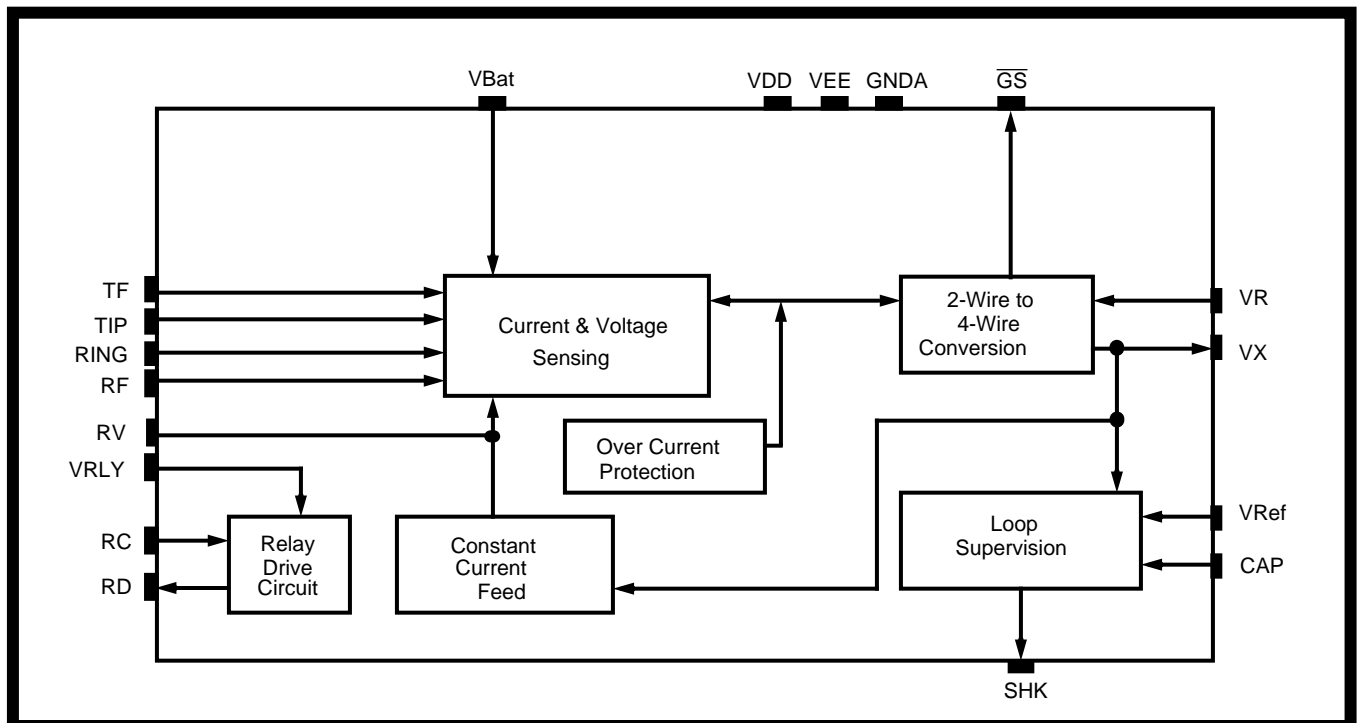 VBat
VDD
VEE
GNDA
GS
TF
TIP
RING
RF
RV
VRLY
RC
RD
Current & Voltage
Sensing
2-Wire to
4-Wire
Conversion
VR
VX
Over Current
Protection
Relay
Drive
Circuit
Constant
Current
Feed
Loop
Supervision
VRef
CAP
SHK